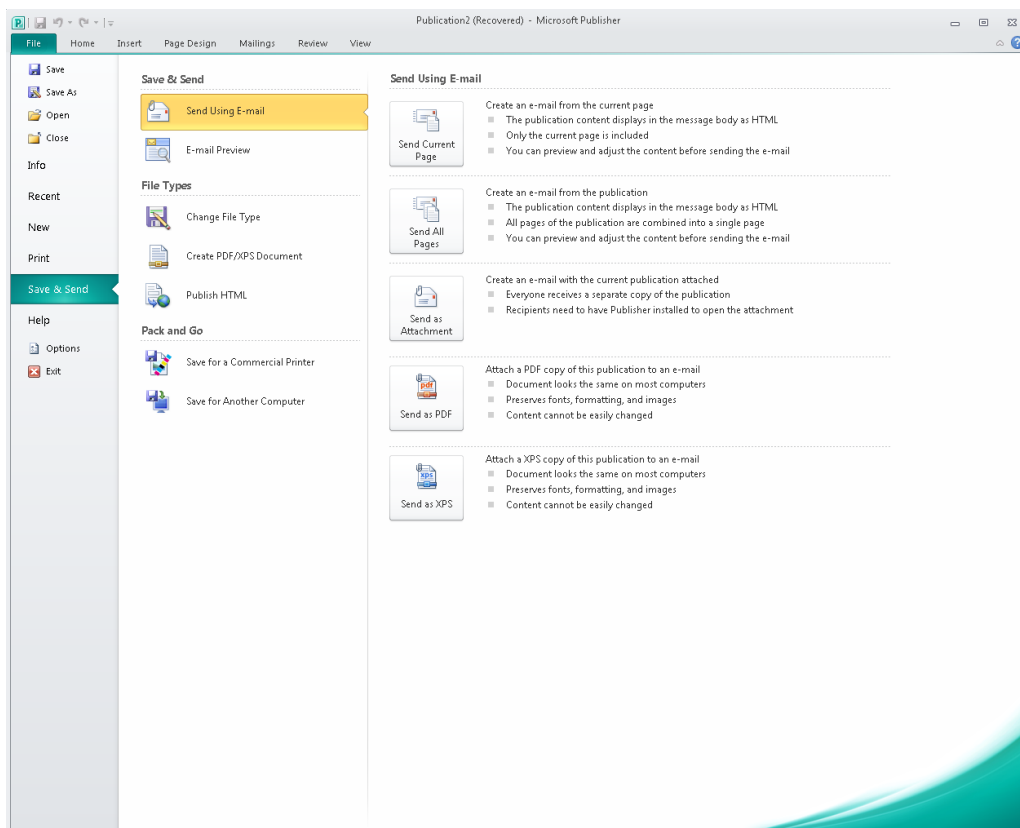 Publication2 (Recovered) - Microsoft Publisher
File Home Insert Page Design Mailings Review View
Save
Save As
Open
Close
Info
Recent
New
Print
Save & Send
Help
Options
Exit
Save & Send
Send Using E-mail
E-mail Preview
File Types
Change File Type
Create PDF/XPS Document
Publish HTML
Pack and Go
Save for a Commercial Printer
Save for Another Computer
Send Using E-mail
Send Current
Page
Create an e-mail from the current page
The publication content displays in the message body as HTML
Only the current page is included
You can preview and adjust the content before sending the e-mail
Send All
Pages
Create an e-mail from the publication
The publication content displays in the message body as HTML
All pages of the publication are combined into a single page
You can preview and adjust the content before sending the e-mail
Send as
Attachment
Create an e-mail with the current publication attached
Everyone receives a separate copy of the publication
Recipients need to have Publisher installed to open the attachment
pdf
Send as PDF
Attach a PDF copy of this publication to an e-mail
Document looks the same on most computers
Preserves fonts, formatting, and images
Content cannot be easily changed
xps
Send as XPS
Attach a XPS copy of this publication to an e-mail
Document looks the same on most computers
Preserves fonts, formatting, and images
Content cannot be easily changed